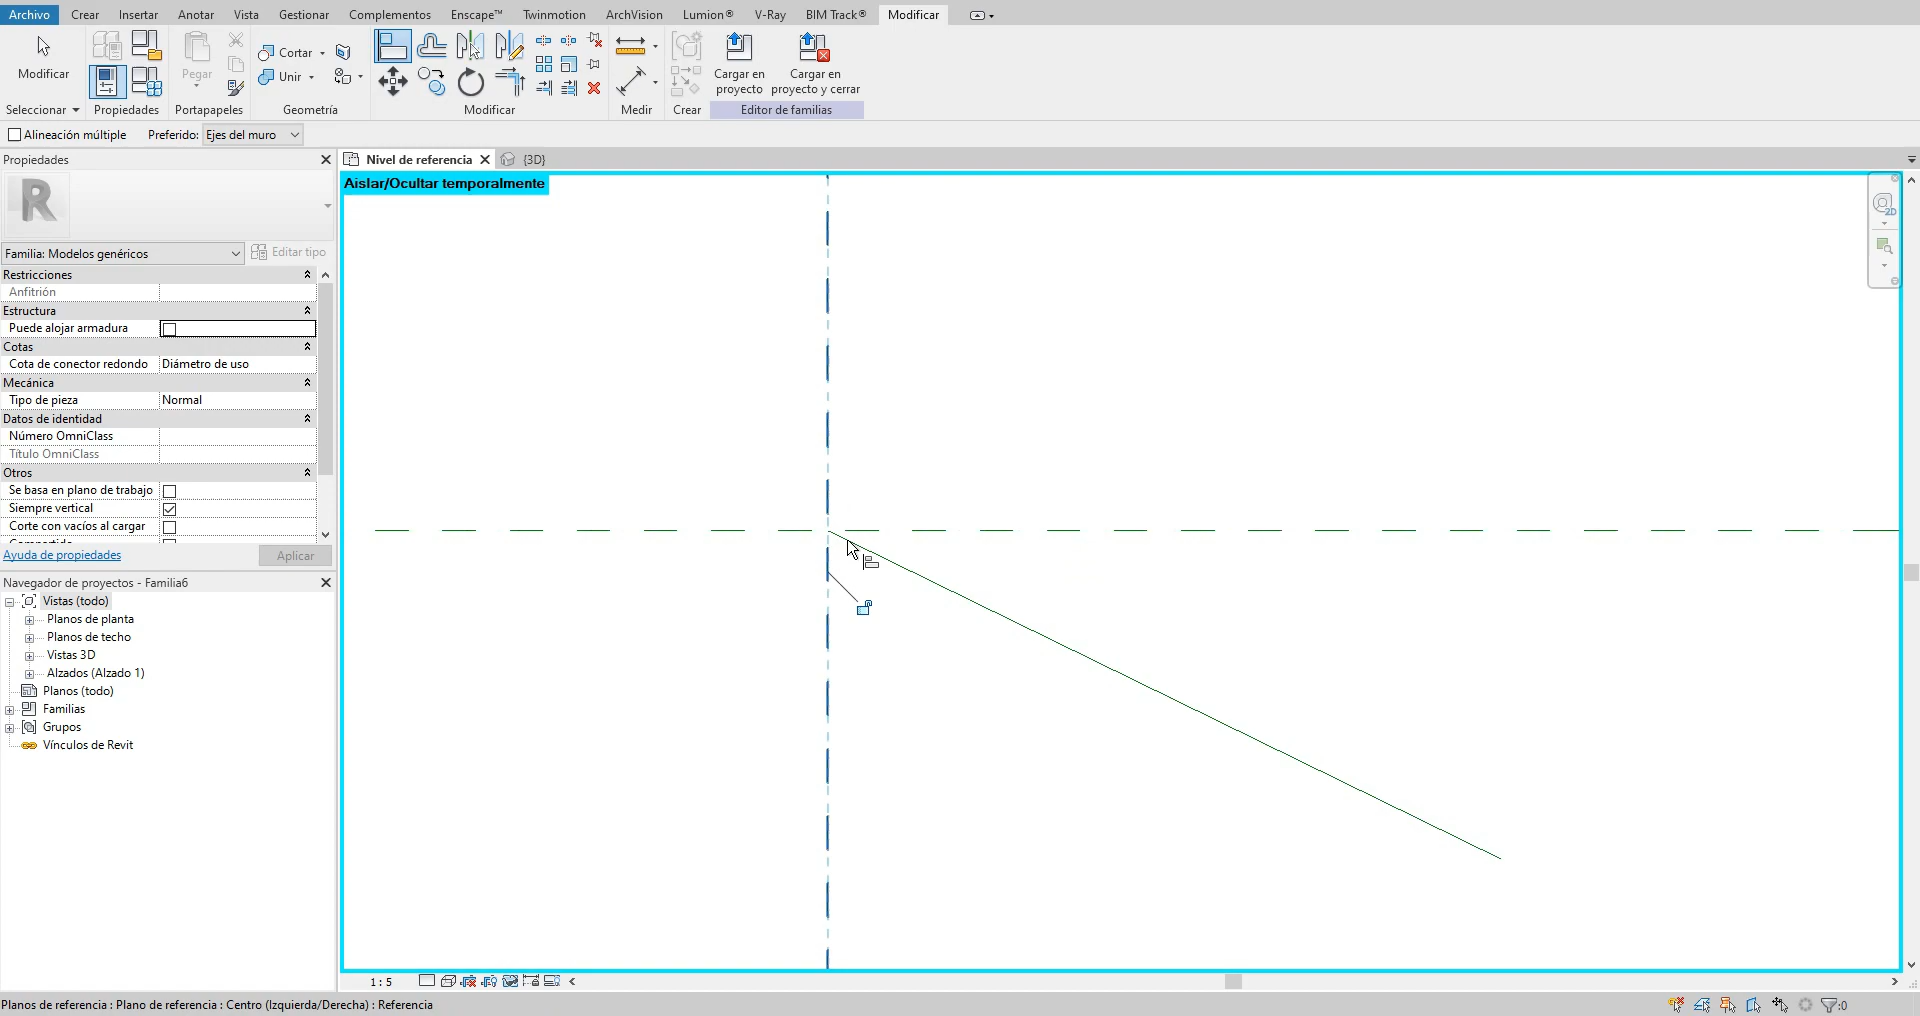 Archivo Crear Insertar Anotar Vista Gestionar Complementos Enscape™ Twinmotion ArchVision Lumion® V-Ray BIM Track® Modificar
Modificar
Pegar
Cortar
Unir
Cargar en proyecto
Cargar en proyecto y cerrar
Seleccionar Propiedades Portapapeles Geometría Modificar Medir Crear Editor de familias
Alineación múltiple Preferido: Ejes del muro
Propiedades
Nivel de referencia {3D}
Aislar/Ocultar temporalmente
R
2D
Familia: Modelos genéricos Editar tipo
Restricciones
Anfitrión
Estructura
Puede alojar armadura
Cotas
Cota de conector redondo Diámetro de uso
Mecánica
Tipo de pieza Normal
Datos de identidad
Número OmniClass
Título OmniClass
Otros
Se basa en plano de trabajo
Siempre vertical
Corte con vacíos al cargar
Ayuda de propiedades Aplicar
Navegador de proyectos - Familia6
Vistas (todo)
Planos de planta
Planos de techo
Vistas 3D
Alzados (Alzado 1)
Planos (todo)
Familias
Grupos
Vínculos de Revit
1 : 5
Planos de referencia : Plano de referencia : Centro (Izquierda/Derecha) : Referencia
:0